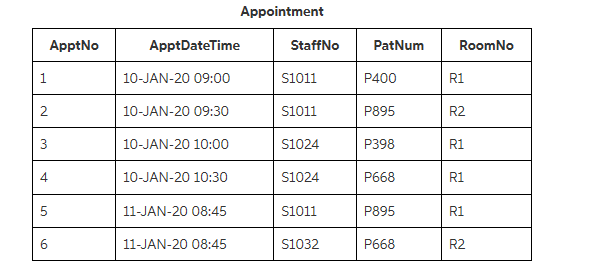 Appointment
ApptNo ApptDateTime StaffNo PatNum RoomNo
1 10-JAN-20 09:00 S1011 P400 R1
2 10-JAN-20 09:30 S1011 P895 R2
3 10-JAN-20 10:00 S1024 P398 R1
4 10-JAN-20 10:30 S1024 P668 R1
5 11-JAN-20 08:45 S1011 P895 R1
6 11-JAN-20 08:45 S1032 P668 R2